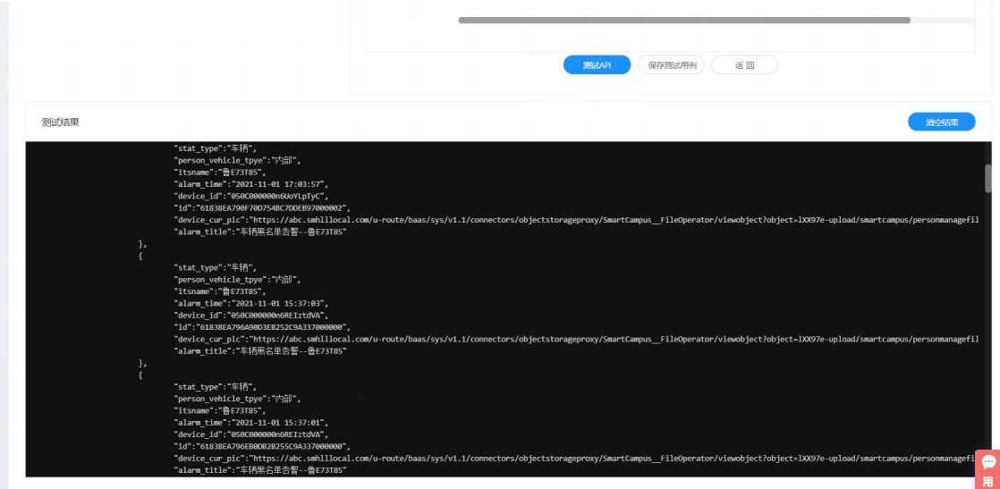 测试API
保存测试用例
返 回
测试结果
清空结果
"stat_type":"车辆",
"person_vehicle_tpye":"内部",
"itsname":"鲁E73T85",
"alarm_time":"2021-11-01 17:03:57",
"device_id":"050C000000n6UoYLpTyC",
"id":"61838EA790F70D754BC7DDEB97000002",
"device_cur_pic":"https://abc.smhlllocal.com/u-route/baas/sys/v1.1/connectors/objectstorageproxy/SmartCampus__FileOperator/viewobject?object=lXX97e-upload/smartcampus/personmanagefil
"alarm_title":"车辆黑名单告警--鲁E73T85"
},
{
"stat_type":"车辆",
"person_vehicle_tpye":"内部",
"itsname":"鲁E73T85",
"alarm_time":"2021-11-01 15:37:03",
"device_id":"050C000000n6REIztdVA",
"id":"61838EA796A90D3EB252C9A337000000",
"device_cur_pic":"https://abc.smhlllocal.com/u-route/baas/sys/v1.1/connectors/objectstorageproxy/SmartCampus__FileOperator/viewobject?object=lXX97e-upload/smartcampus/personmanagefil
"alarm_title":"车辆黑名单告警--鲁E73T85"
},
{
"stat_type":"车辆",
"person_vehicle_tpye":"内部",
"itsname":"鲁E73T85",
"alarm_time":"2021-11-01 15:37:01",
"device_id":"050C000000n6REIztdVA",
"id":"61838EA796EB0DB2B255C9A337000000",
"device_cur_pic":"https://abc.smhlllocal.com/u-route/baas/sys/v1.1/connectors/objectstorageproxy/SmartCampus__FileOperator/viewobject?object=lXX97e-upload/smartcampus/personmanagefi
"alarm_title":"车辆黑名单告警--鲁E73T85"
用